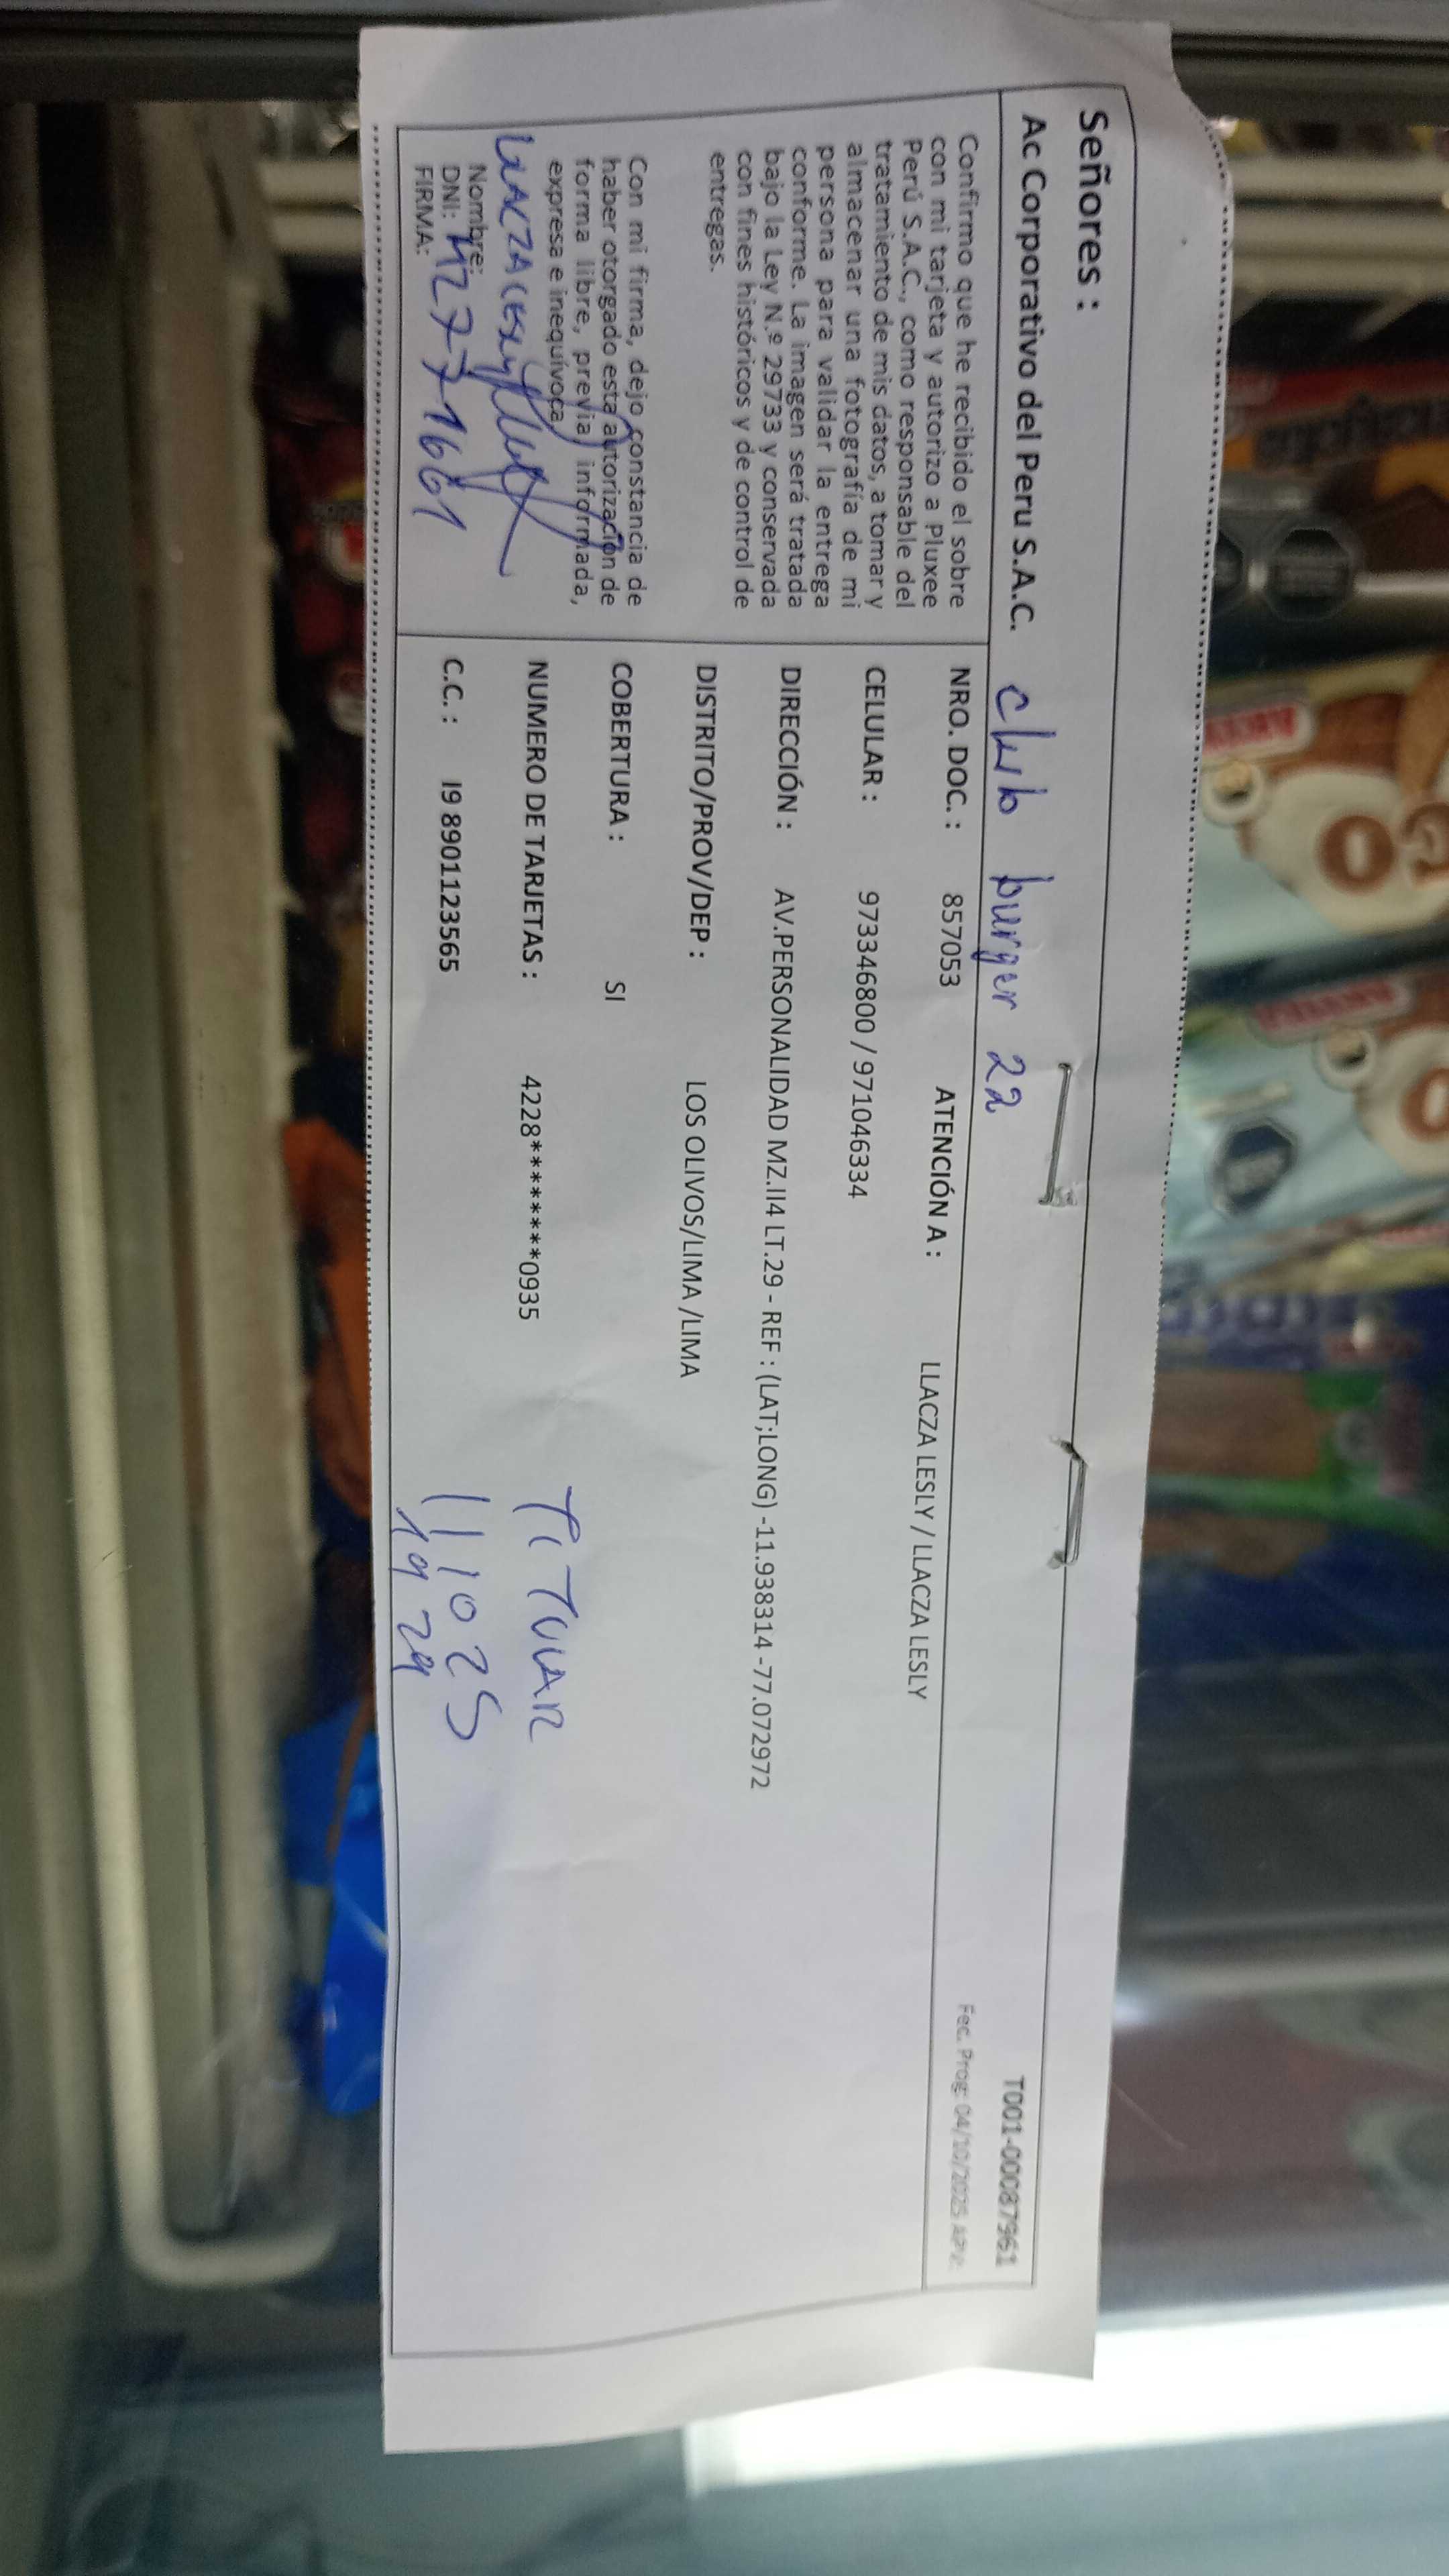 Señores :
Ac Corporativo del Peru S.A.C. club burger 22
T001-00087961
Fec. Prog: 04/10/2025 APV:
Confirmo que he recibido el sobre
con mi tarjeta y autorizo a Pluxee
Perú S.A.C., como responsable del
tratamiento de mis datos, a tomar y
almacenar una fotografía de mi
persona para validar la entrega
conforme. La imagen será tratada
bajo la Ley N.º 29733 y conservada
con fines históricos y de control de
entregas.
Con mi firma, dejo constancia de
haber otorgado esta autorización de
forma libre, previa, informada,
expresa e inequívoca
LLACZA LESLY
Nombre:
DNI: 42771661
FIRMA:
NRO. DOC. : 857053 ATENCIÓN A : LLACZA LESLY / LLACZA LESLY
CELULAR : 973346800 / 971046334
DIRECCIÓN : AV.PERSONALIDAD MZ.II4 LT.29 - REF : (LAT;LONG) -11.938314 -77.072972
DISTRITO/PROV/DEP : LOS OLIVOS/LIMA /LIMA
COBERTURA : SI
NUMERO DE TARJETAS : 4228*********0935
TITULAR
C.C. : I9 8901123565
11 10 25
19 29